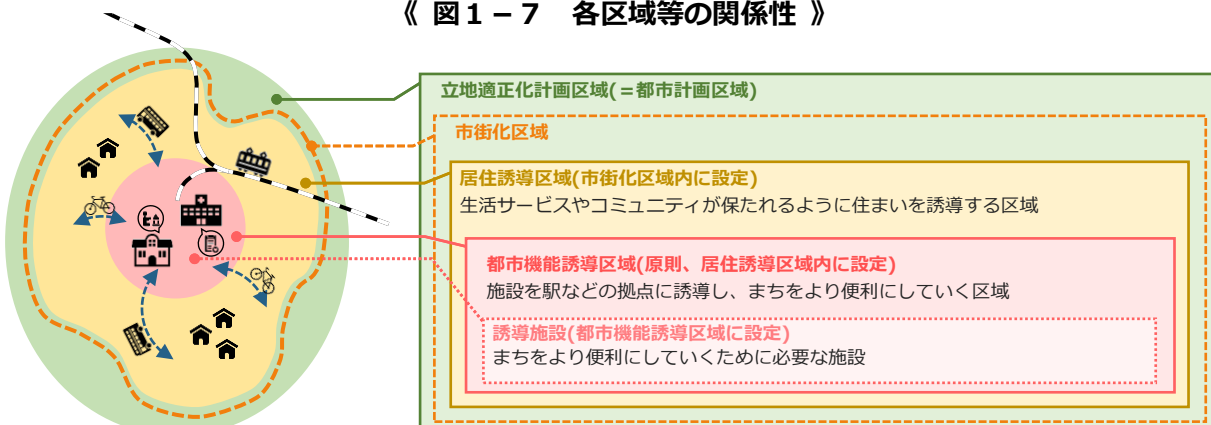 《 図１－７ 各区域等の関係性 》
立地適正化計画区域(＝都市計画区域)
市街化区域
居住誘導区域(市街化区域内に設定)
生活サービスやコミュニティが保たれるように住まいを誘導する区域
都市機能誘導区域(原則、居住誘導区域内に設定)
施設を駅などの拠点に誘導し、まちをより便利にしていく区域
誘導施設(都市機能誘導区域に設定)
まちをより便利にしていくために必要な施設